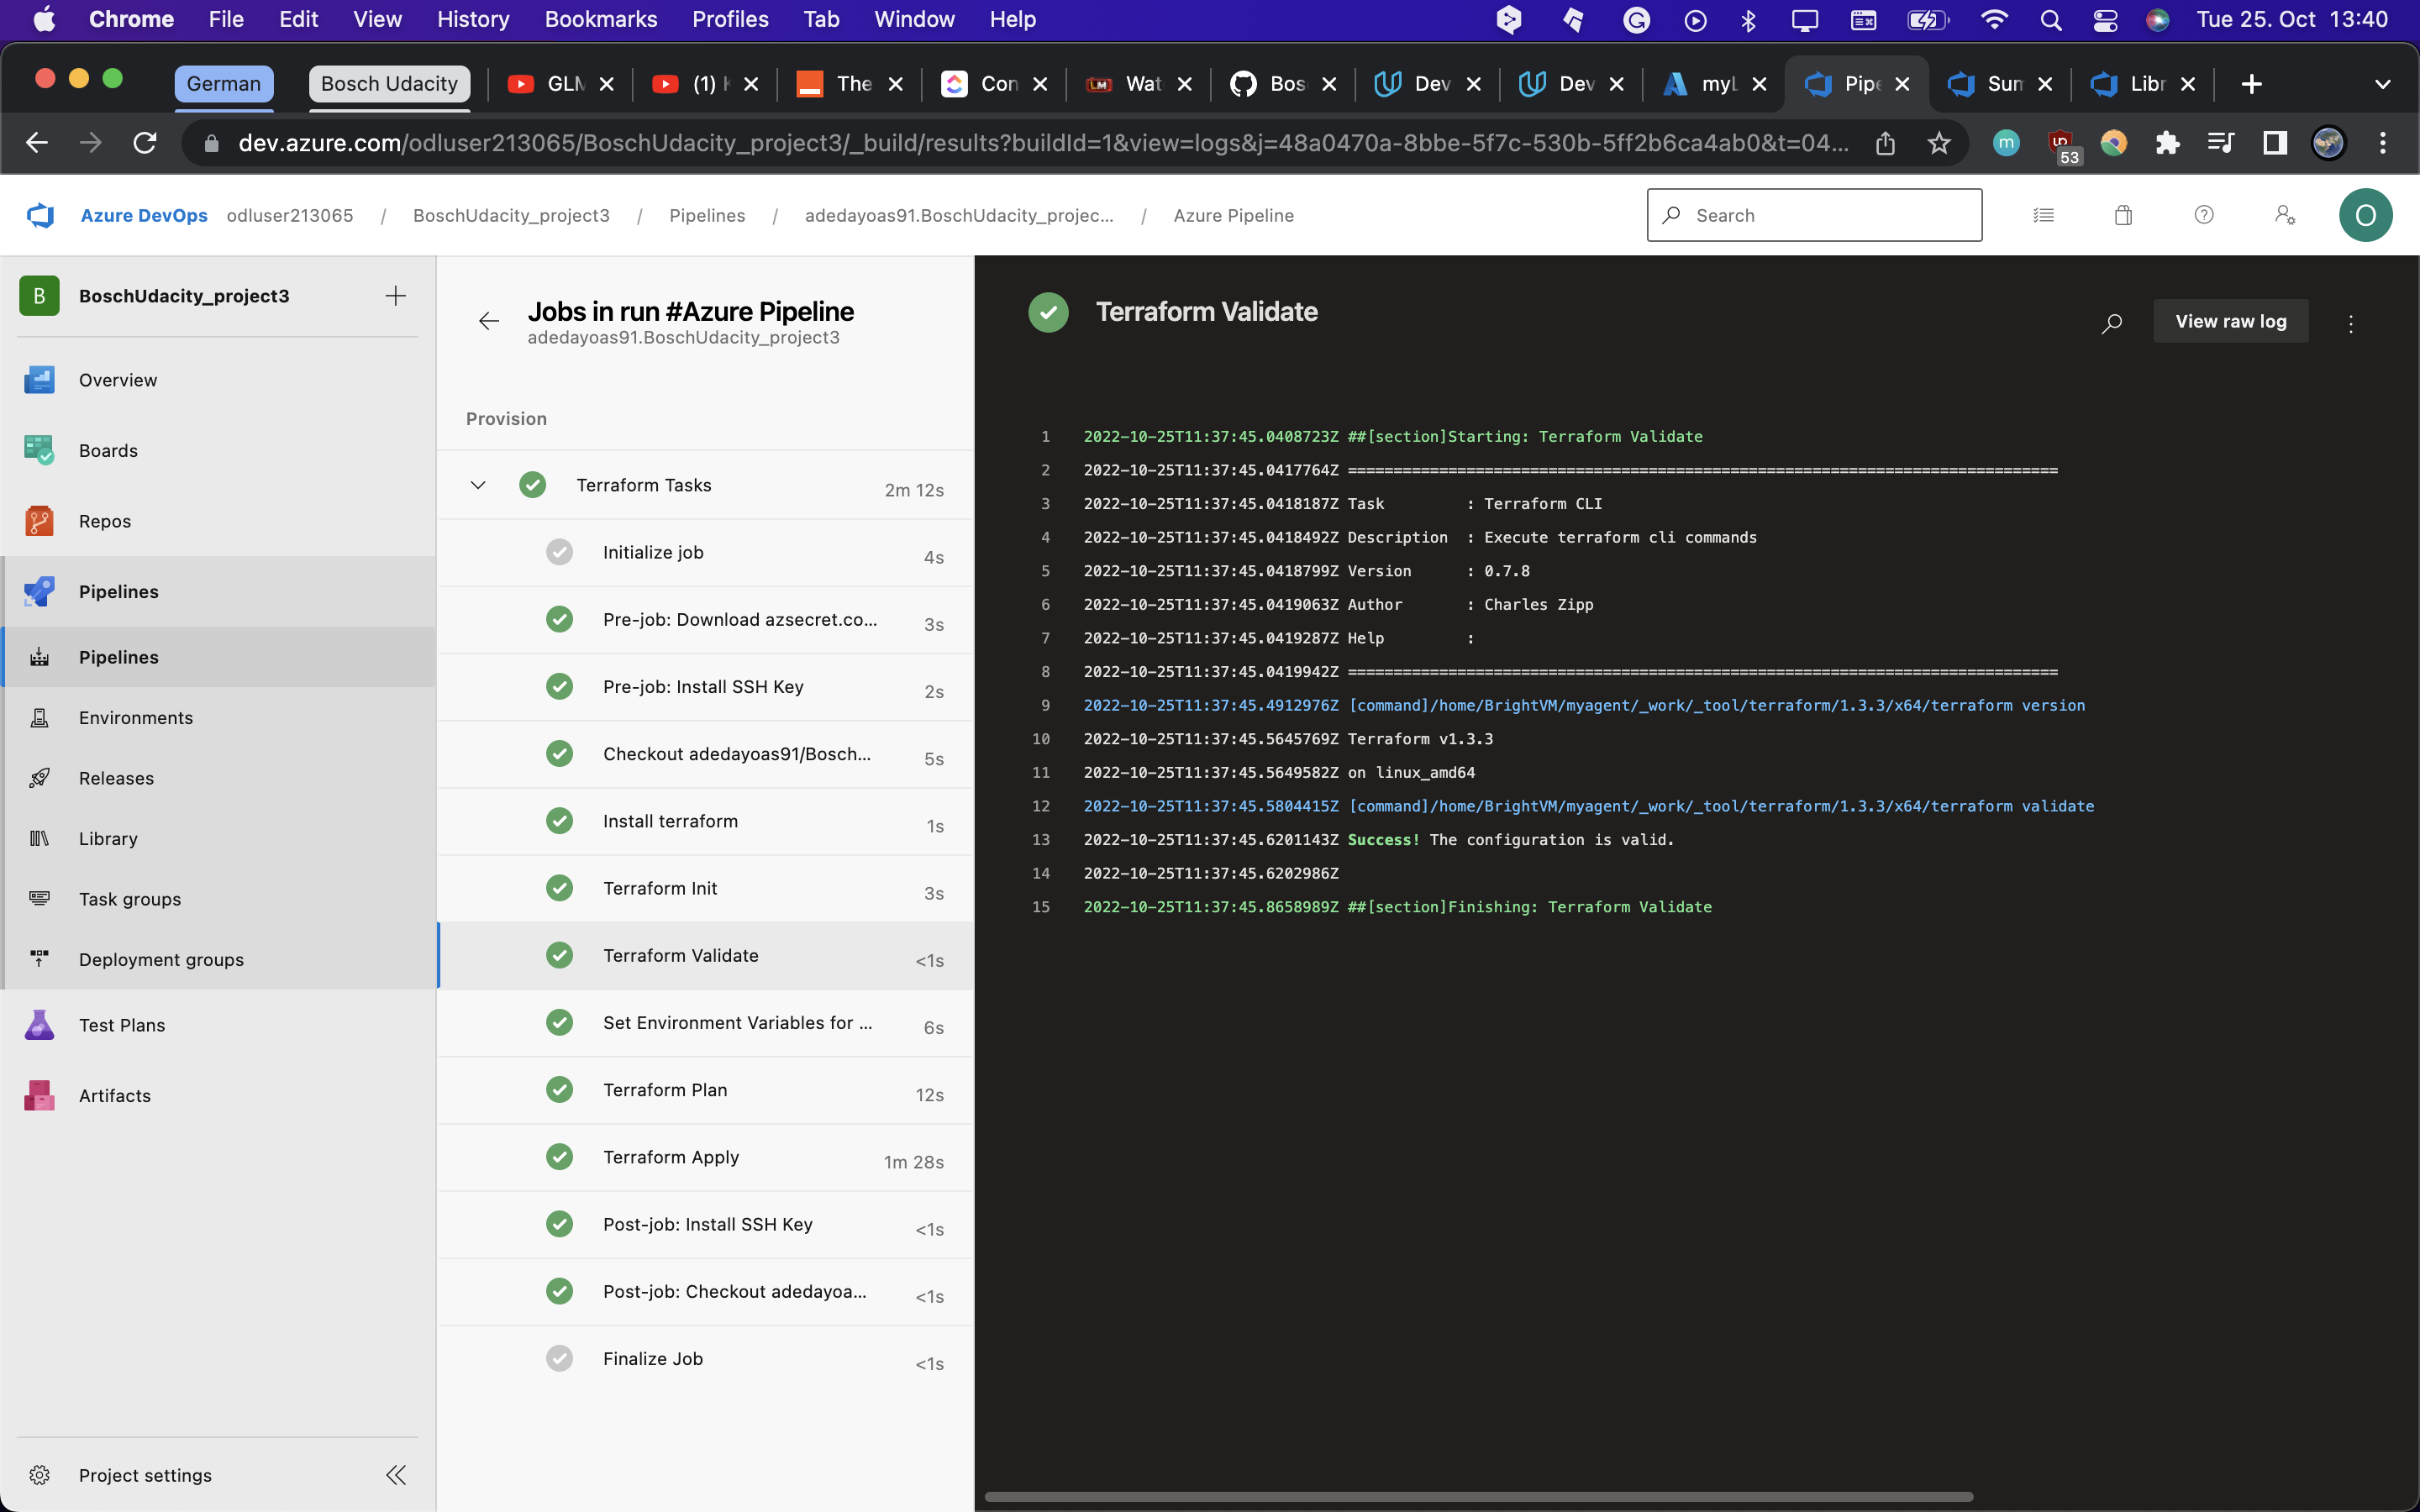 Chrome File Edit View History Bookmarks Profiles Tab Window Help Tue 25. Oct 13:40
German Bosch Udacity GLM (1) The Con Wat Bos Dev Dev myL Pipe Sum Libr
dev.azure.com/odluser213065/BoschUdacity_project3/_build/results?buildId=1&view=logs&j=48a0470a-8bbe-5f7c-530b-5ff2b6ca4ab0&t=04... m 53
Azure DevOps odluser213065 / BoschUdacity_project3 / Pipelines / adedayoas91.BoschUdacity_projec... / Azure Pipeline Search O
B BoschUdacity_project3
Overview
Boards
Repos
Pipelines
Pipelines
Environments
Releases
Library
Task groups
Deployment groups
Test Plans
Artifacts
Project settings
Jobs in run #Azure Pipeline
adedayoas91.BoschUdacity_project3
Provision
Terraform Tasks 2m 12s
Initialize job 4s
Pre-job: Download azsecret.co... 3s
Pre-job: Install SSH Key 2s
Checkout adedayoas91/Bosch... 5s
Install terraform 1s
Terraform Init 3s
Terraform Validate <1s
Set Environment Variables for ... 6s
Terraform Plan 12s
Terraform Apply 1m 28s
Post-job: Install SSH Key <1s
Post-job: Checkout adedayoa... <1s
Finalize Job <1s
Terraform Validate
View raw log
1 2022-10-25T11:37:45.0408723Z ##[section]Starting: Terraform Validate
2 2022-10-25T11:37:45.0417764Z ==============================================================================
3 2022-10-25T11:37:45.0418187Z Task : Terraform CLI
4 2022-10-25T11:37:45.0418492Z Description : Execute terraform cli commands
5 2022-10-25T11:37:45.0418799Z Version : 0.7.8
6 2022-10-25T11:37:45.0419063Z Author : Charles Zipp
7 2022-10-25T11:37:45.0419287Z Help :
8 2022-10-25T11:37:45.0419942Z ==============================================================================
9 2022-10-25T11:37:45.4912976Z [command]/home/BrightVM/myagent/_work/_tool/terraform/1.3.3/x64/terraform version
10 2022-10-25T11:37:45.5645769Z Terraform v1.3.3
11 2022-10-25T11:37:45.5649582Z on linux_amd64
12 2022-10-25T11:37:45.5804415Z [command]/home/BrightVM/myagent/_work/_tool/terraform/1.3.3/x64/terraform validate
13 2022-10-25T11:37:45.6201143Z Success! The configuration is valid.
14 2022-10-25T11:37:45.6202986Z
15 2022-10-25T11:37:45.8658989Z ##[section]Finishing: Terraform Validate